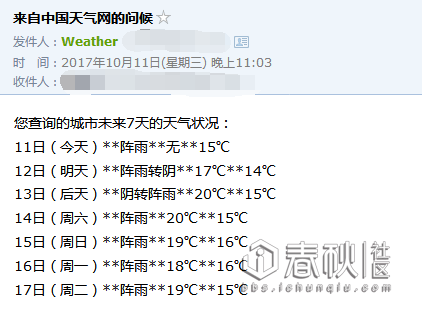 来自中国天气网的问候☆
发件人：Weather
时　间：2017年10月11日(星期三) 晚上11:03
收件人：
您查询的城市未来7天的天气状况：
11日（今天）**阵雨**无**15℃
12日（明天）**阵雨转阴**17℃**14℃
13日（后天）**阴转阵雨**20℃**15℃
14日（周六）**阵雨**20℃**15℃
15日（周日）**阵雨**19℃**16℃
16日（周一）**阵雨**18℃**16℃
17日（周二）**阵雨**19℃**15℃
春秋社区
bbs.ichunqiu.com